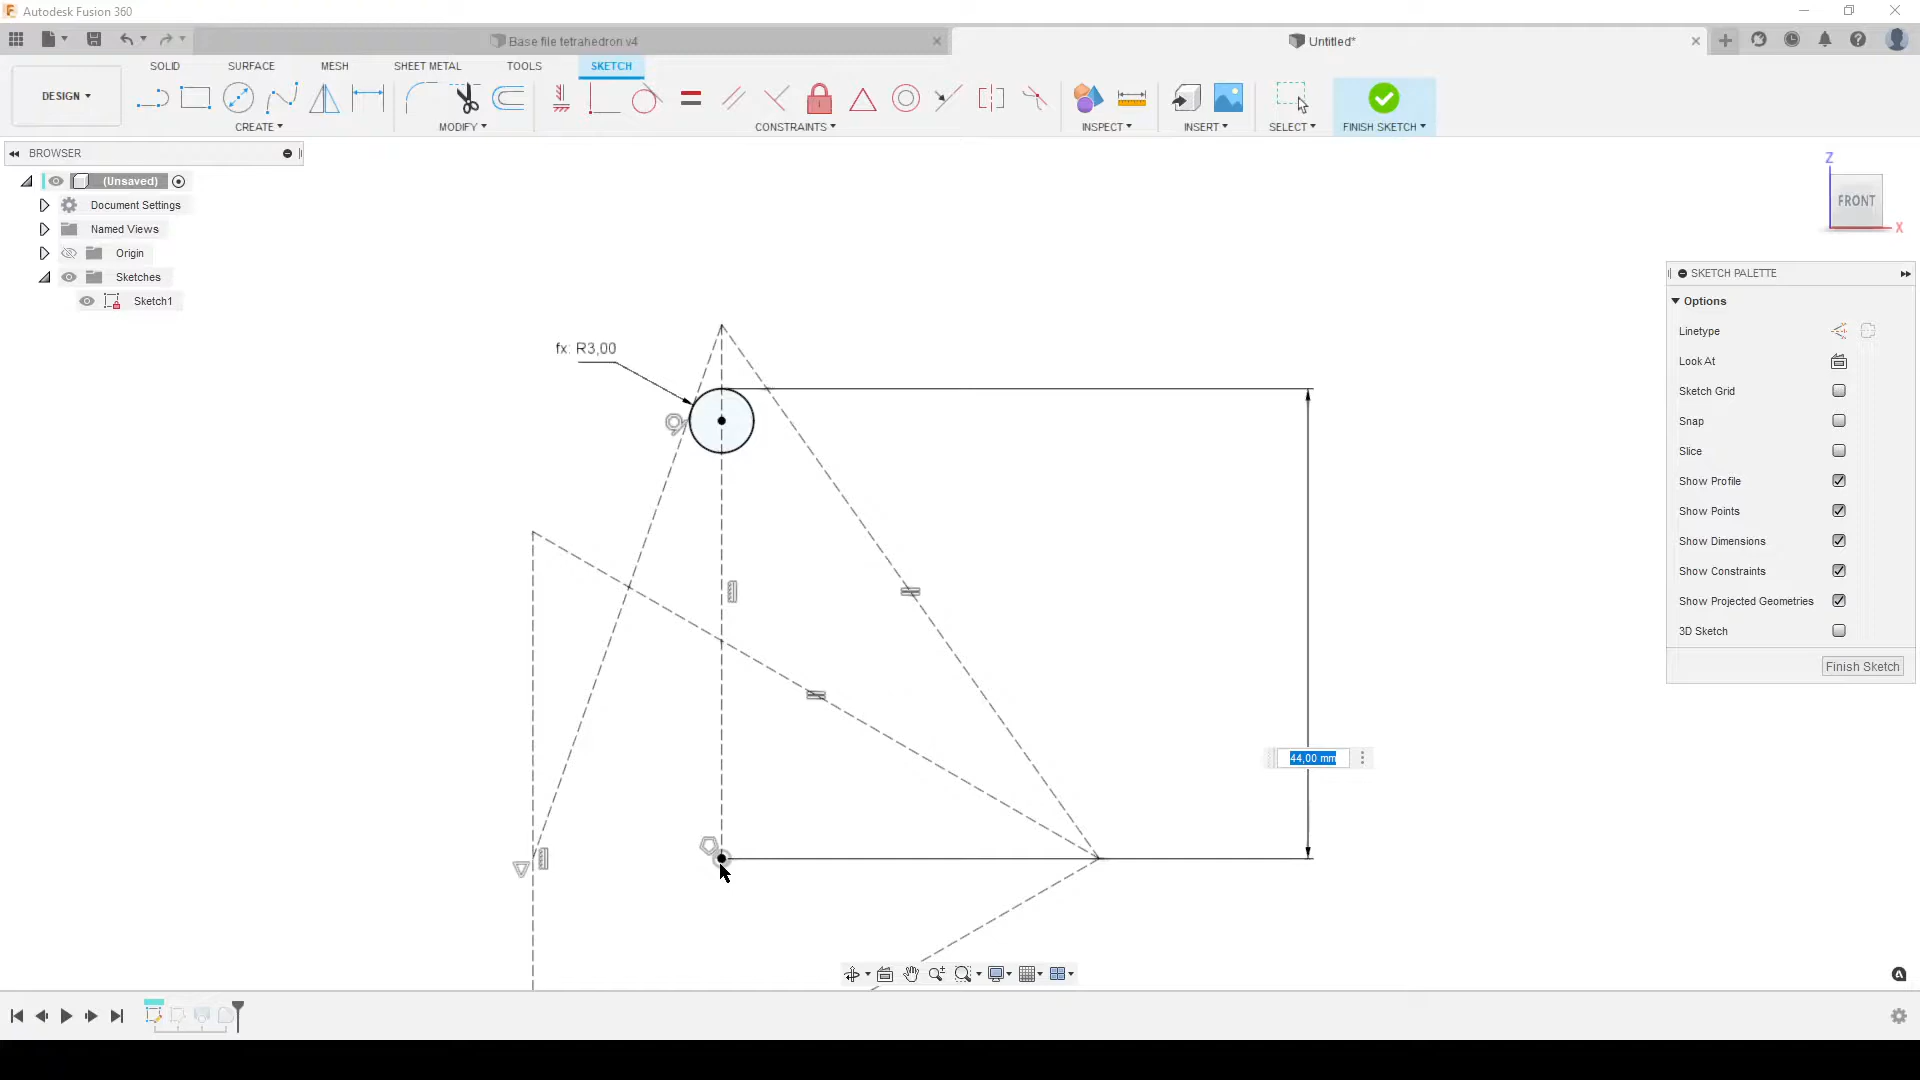 Autodesk Fusion 360
Base file tetrahedron v4
Untitled*
DESIGN
SOLID
SURFACE
MESH
SHEET METAL
TOOLS
SKETCH
CREATE
MODIFY
CONSTRAINTS
INSPECT
INSERT
SELECT
FINISH SKETCH
BROWSER
(Unsaved)
Document Settings
Named Views
Origin
Sketches
Sketch1
Z
FRONT
X
fx: R3,00
44,00 mm
SKETCH PALETTE
Options
Linetype
Look At
Sketch Grid
Snap
Slice
Show Profile
Show Points
Show Dimensions
Show Constraints
Show Projected Geometries
3D Sketch
Finish Sketch